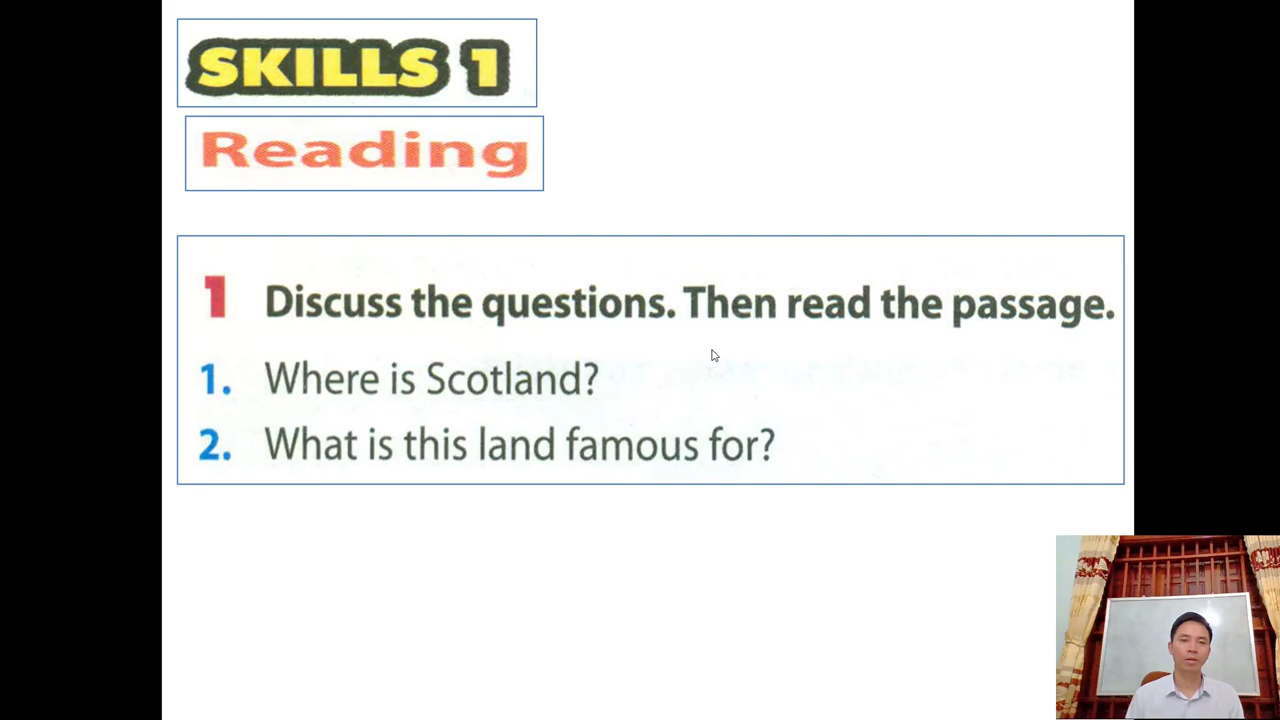 SKILLS 1
Reading
1 Discuss the questions. Then read the passage.
1. Where is Scotland?
2. What is this land famous for?